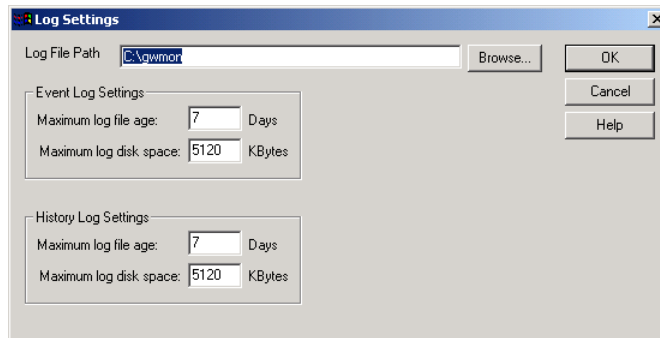 Log Settings
Log File Path C:\gwmon Browse... OK
Cancel
Help
Event Log Settings
Maximum log file age: 7 Days
Maximum log disk space: 5120 KBytes
History Log Settings
Maximum log file age: 7 Days
Maximum log disk space: 5120 KBytes